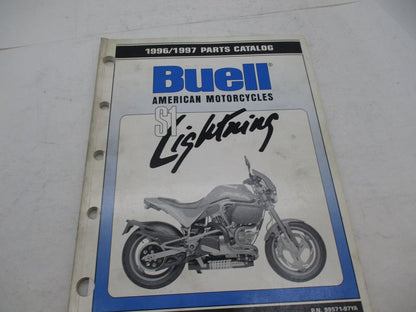 1996/1997 PARTS CATALOG
Buell®
AMERICAN MOTORCYCLES
S1
Lightning
P.N. 99571-97YA